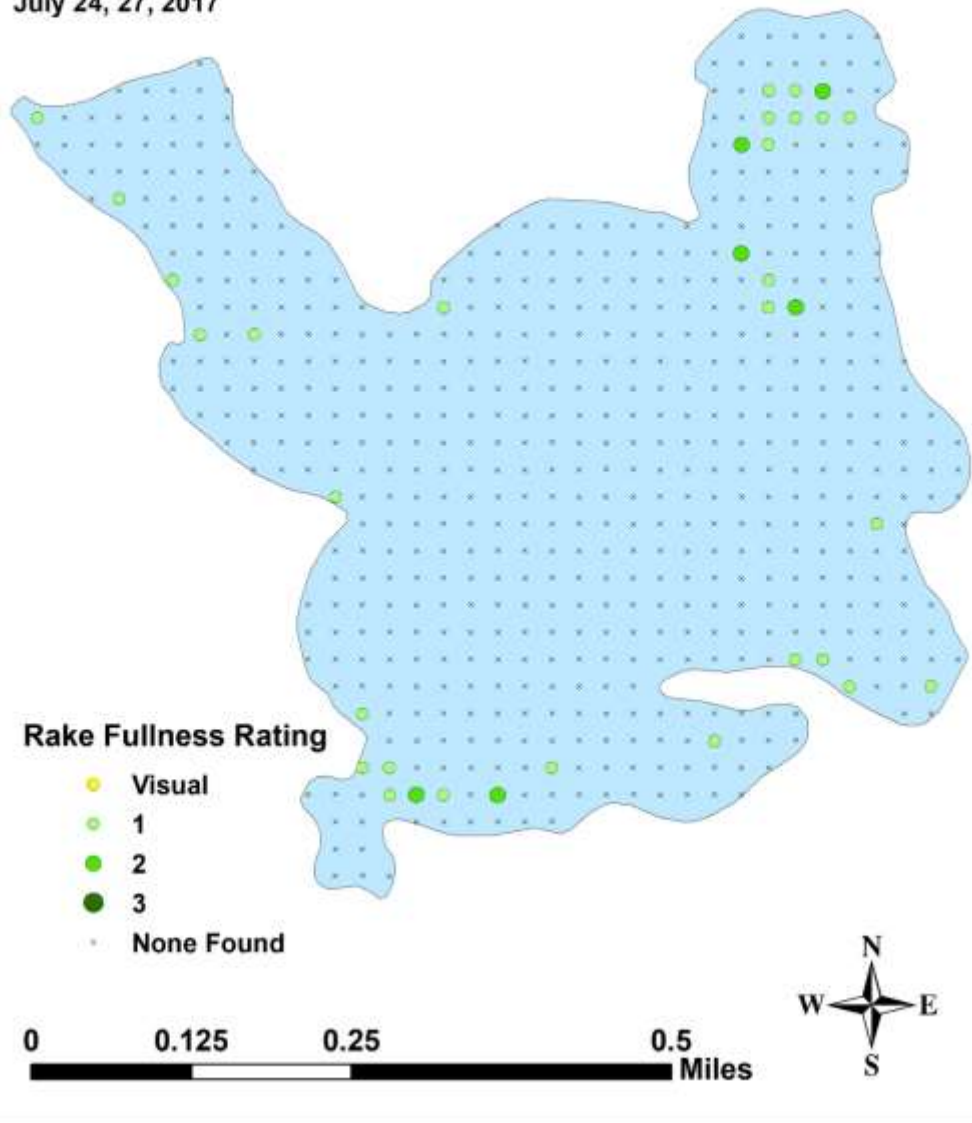 July 24, 27, 2017
Rake Fullness Rating
Visual
1
2
3
None Found
N
W E
S
0 0.125 0.25 0.5
Miles